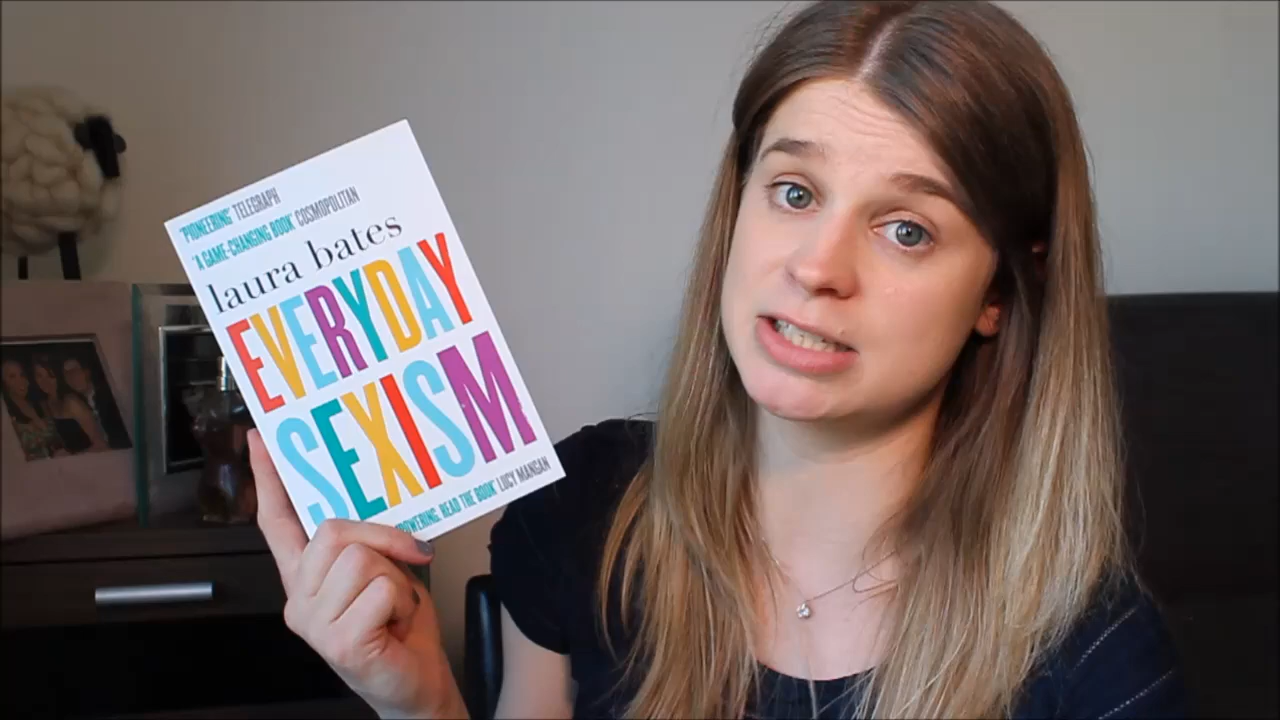 "PIONEERING" TELEGRAPH
'A GAME-CHANGING BOOK' COSMOPOLITAN
laura bates
EVERYDAY
SEXISM
READ THE BOOK' LUCY MANGAN